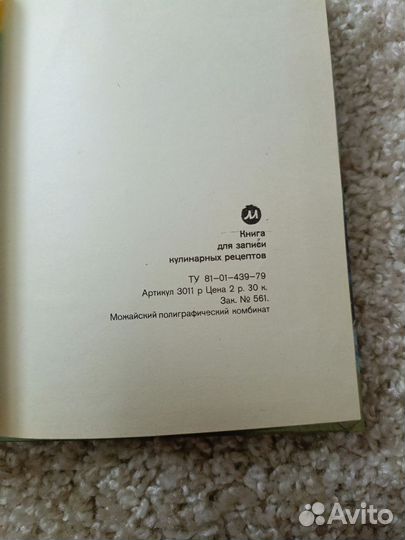 М
Книга
для записи
кулинарных рецептов
ТУ 81-01-439-79
Артикул 3011 р Цена 2 р. 30 к.
Зак. № 561.
Можайский полиграфический комбинат
Avito